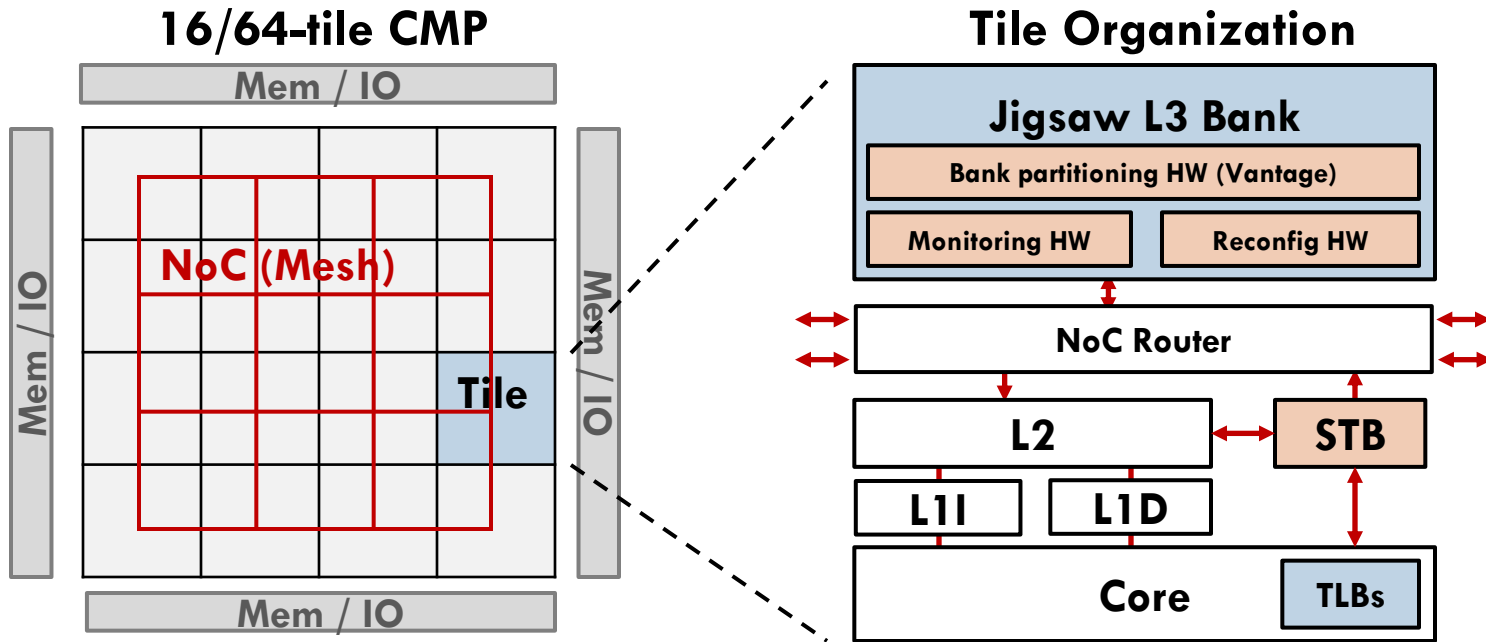 16/64-tile CMP
Mem / IO
Mem / IO
NoC (Mesh)
Tile
Mem / IO
Mem / IO
Tile Organization
Jigsaw L3 Bank
Bank partitioning HW (Vantage)
Monitoring HW
Reconfig HW
NoC Router
L2
STB
L1I
L1D
Core
TLBs